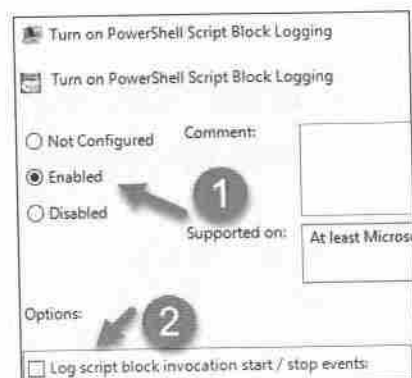 Turn on PowerShell Script Block Logging
Turn on PowerShell Script Block Logging
Not Configured
Comment:
Enabled
1
Disabled
Supported on:
At least Micros
Options:
2
Log script block invocation start / stop events: